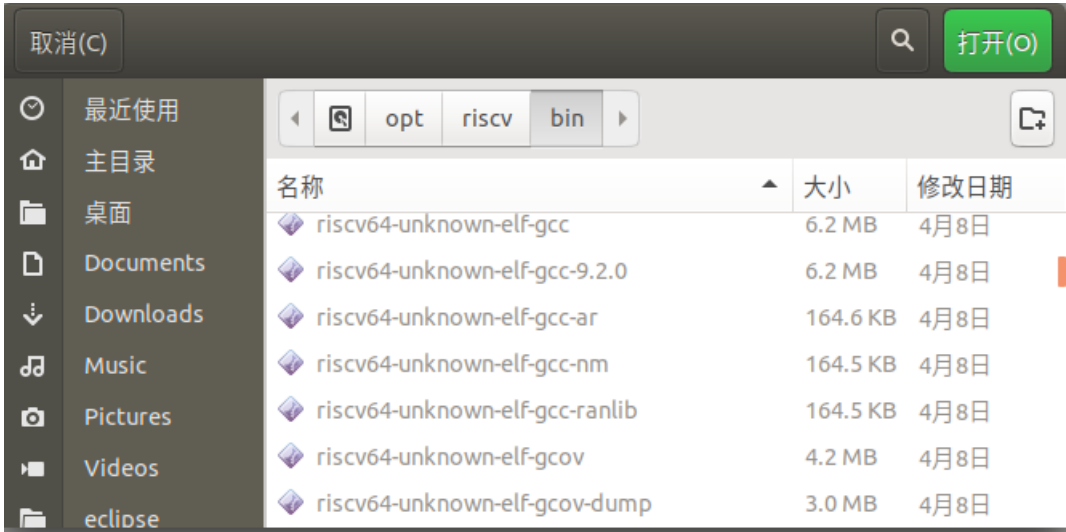 取消(C) 打开(O)
最近使用
主目录
桌面
Documents
Downloads
Music
Pictures
Videos
eclipse
opt riscv bin
名称 大小 修改日期
riscv64-unknown-elf-gcc 6.2 MB 4月8日
riscv64-unknown-elf-gcc-9.2.0 6.2 MB 4月8日
riscv64-unknown-elf-gcc-ar 164.6 KB 4月8日
riscv64-unknown-elf-gcc-nm 164.5 KB 4月8日
riscv64-unknown-elf-gcc-ranlib 164.5 KB 4月8日
riscv64-unknown-elf-gcov 4.2 MB 4月8日
riscv64-unknown-elf-gcov-dump 3.0 MB 4月8日